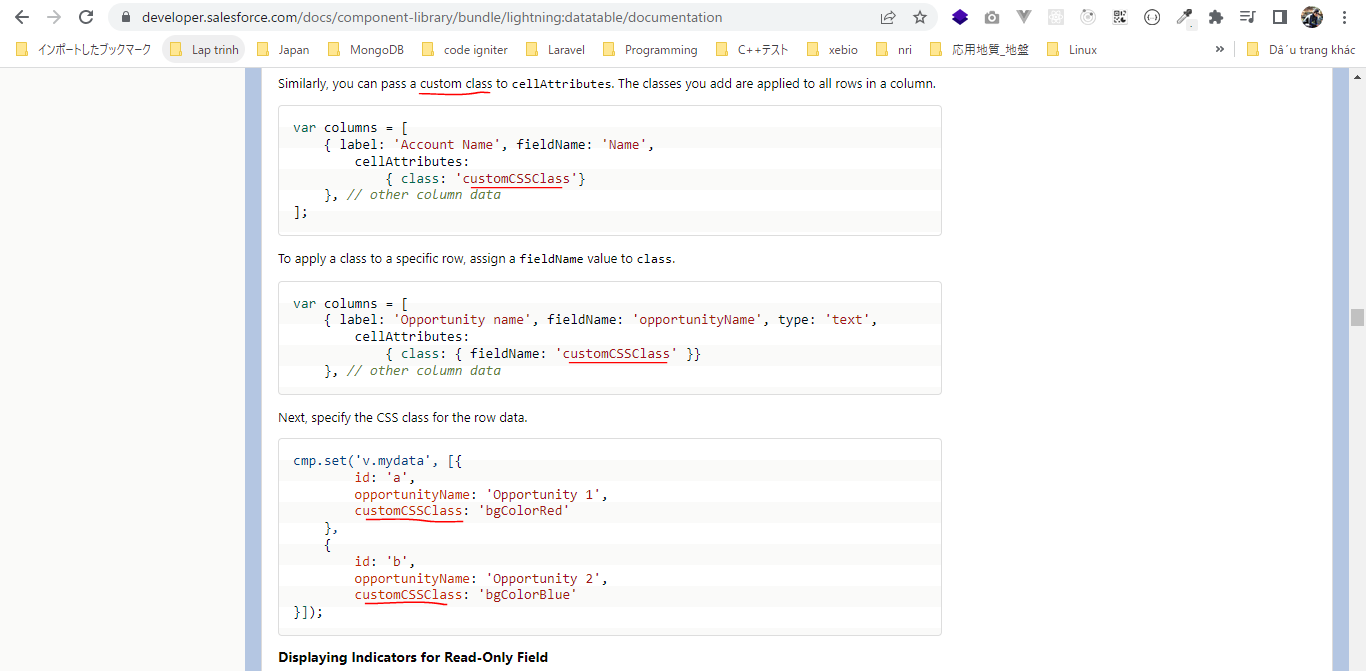 developer.salesforce.com/docs/component-library/bundle/lightning:datatable/documentation
インポートしたブックマーク Lap trinh Japan MongoDB code igniter Laravel Programming C++テスト xebio nri 応用地質_地盤 Linux » Dấu trang khác
Similarly, you can pass a custom class to cellAttributes. The classes you add are applied to all rows in a column.
var columns = [
{ label: 'Account Name', fieldName: 'Name',
cellAttributes:
{ class: 'customCSSClass'}
}, // other column data
];
To apply a class to a specific row, assign a fieldName value to class.
var columns = [
{ label: 'Opportunity name', fieldName: 'opportunityName', type: 'text',
cellAttributes:
{ class: { fieldName: 'customCSSClass' }}
}, // other column data
Next, specify the CSS class for the row data.
cmp.set('v.mydata', [{
id: 'a',
opportunityName: 'Opportunity 1',
customCSSClass: 'bgColorRed'
},
{
id: 'b',
opportunityName: 'Opportunity 2',
customCSSClass: 'bgColorBlue'
}]);
Displaying Indicators for Read-Only Field